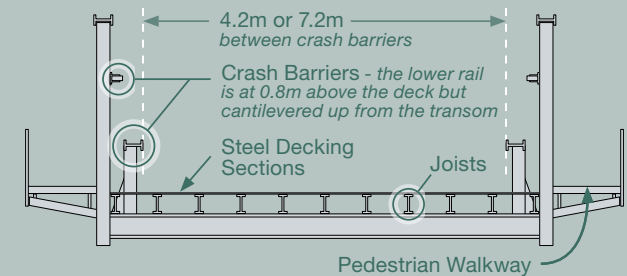 4.2m or 7.2m
between crash barriers
Crash Barriers - the lower rail
is at 0.8m above the deck but
cantilevered up from the transom
Steel Decking
Sections
Joists
Pedestrian Walkway